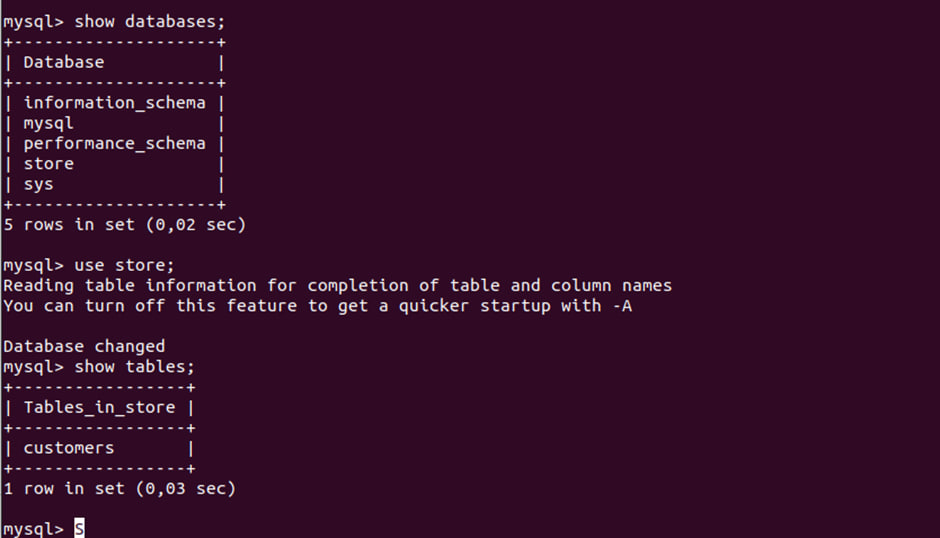 mysql> show databases;
+--------------------+
| Database           |
+--------------------+
| information_schema |
| mysql              |
| performance_schema |
| store              |
| sys                |
+--------------------+
5 rows in set (0,02 sec)
mysql> use store;
Reading table information for completion of table and column names
You can turn off this feature to get a quicker startup with -A
Database changed
mysql> show tables;
+-----------------+
| Tables_in_store |
+-----------------+
| customers       |
+-----------------+
1 row in set (0,03 sec)
mysql> S